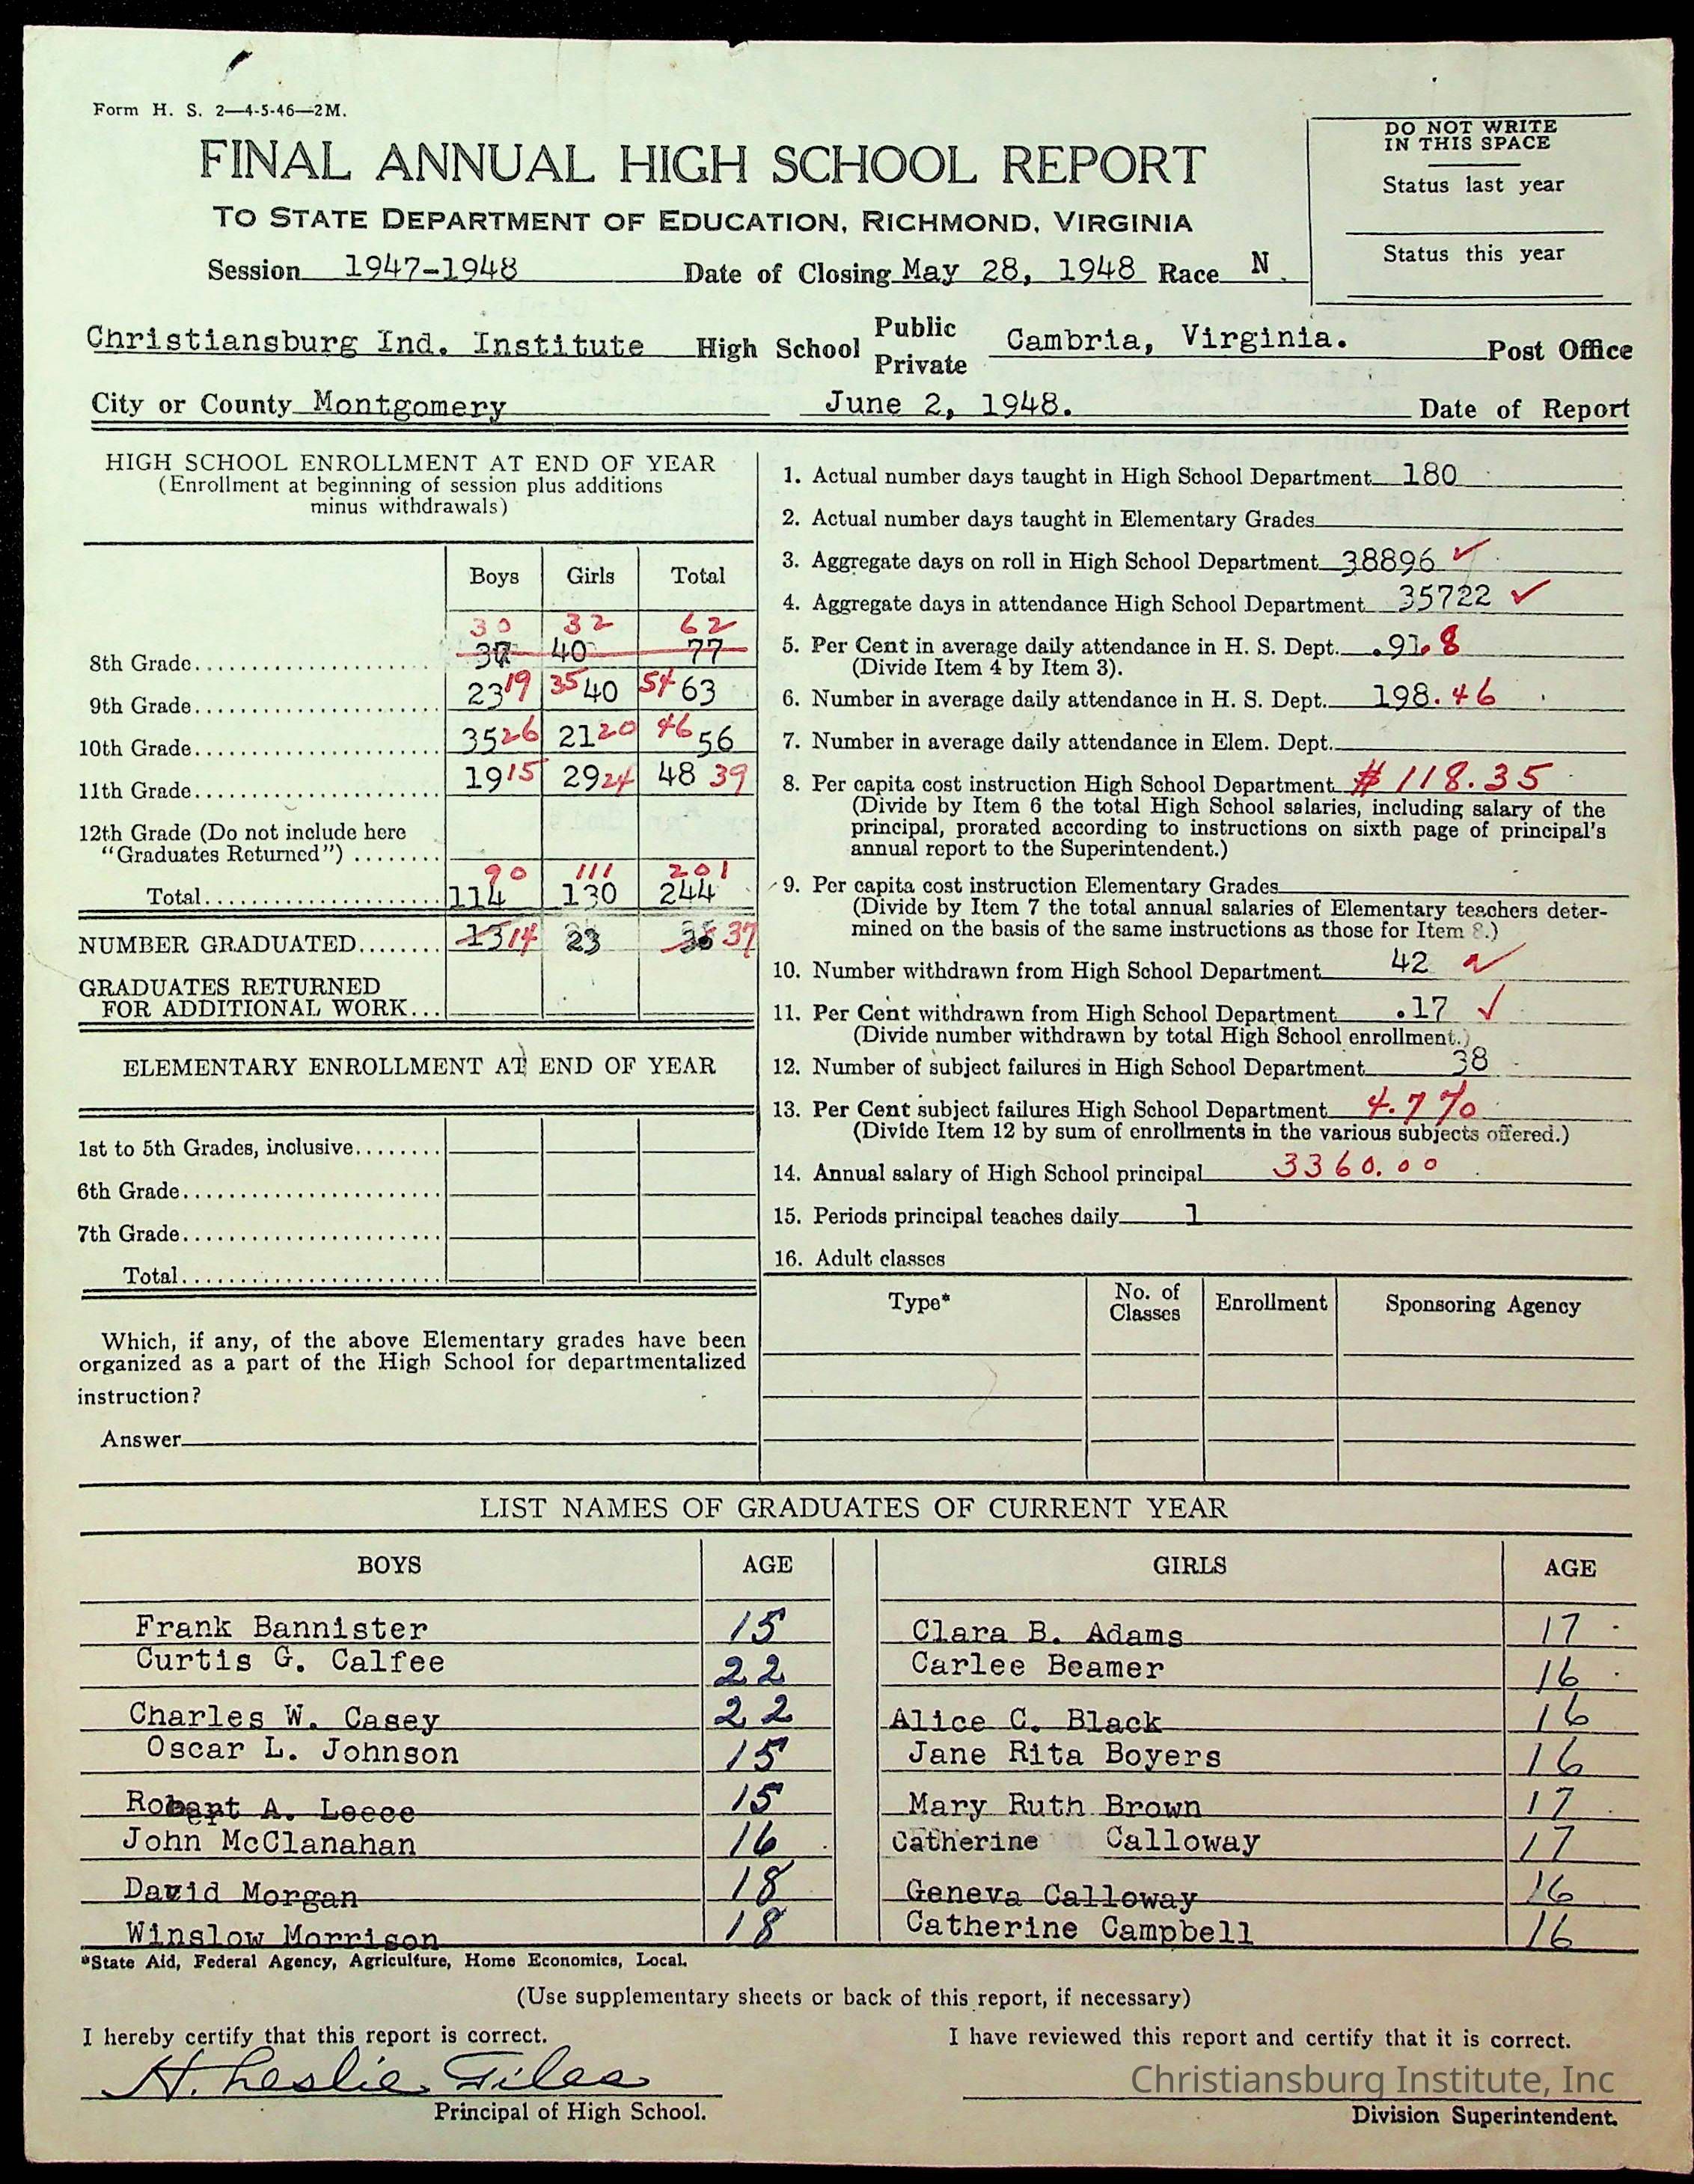 Form H. S. 2—4-5-46—2M.
FINAL ANNUAL HIGH SCHOOL REPORT
TO STATE DEPARTMENT OF EDUCATION, RICHMOND, VIRGINIA
DO NOT WRITE
IN THIS SPACE
Status last year
Status this year
Session 1947-1948 Date of Closing May 28, 1948 Race N
Christiansburg Ind. Institute High School Public Private Cambria, Virginia. Post Office
City or County Montgomery June 2, 1948. Date of Report
HIGH SCHOOL ENROLLMENT AT END OF YEAR
(Enrollment at beginning of session plus additions
minus withdrawals)
Boys Girls Total
30 32 62
8th Grade 37 40 77
9th Grade 23 19 35 40 54 63
10th Grade 35 26 21 20 46 56
11th Grade 19 15 29 24 48 39
12th Grade (Do not include here
"Graduates Returned")
90 111 201
Total 114 130 244
NUMBER GRADUATED 13 14 23 36 37
GRADUATES RETURNED
FOR ADDITIONAL WORK
ELEMENTARY ENROLLMENT AT END OF YEAR
1st to 5th Grades, inclusive
6th Grade
7th Grade
Total
Which, if any, of the above Elementary grades have been
organized as a part of the High School for departmentalized
instruction?
Answer
1. Actual number days taught in High School Department 180
2. Actual number days taught in Elementary Grades
3. Aggregate days on roll in High School Department 38896 ✓
4. Aggregate days in attendance High School Department 35722 ✓
5. Per Cent in average daily attendance in H. S. Dept. .91.8
(Divide Item 4 by Item 3).
6. Number in average daily attendance in H. S. Dept. 198.46
7. Number in average daily attendance in Elem. Dept.
8. Per capita cost instruction High School Department $118.35
(Divide by Item 6 the total High School salaries, including salary of the
principal, prorated according to instructions on sixth page of principal's
annual report to the Superintendent.)
9. Per capita cost instruction Elementary Grades
(Divide by Item 7 the total annual salaries of Elementary teachers deter-
mined on the basis of the same instructions as those for Item 8.)
10. Number withdrawn from High School Department 42 ✓
11. Per Cent withdrawn from High School Department .17 ✓
(Divide number withdrawn by total High School enrollment.)
12. Number of subject failures in High School Department 38
13. Per Cent subject failures High School Department 4.7%
(Divide Item 12 by sum of enrollments in the various subjects offered.)
14. Annual salary of High School principal 3360.00
15. Periods principal teaches daily 1
16. Adult classes
Type* No. of Classes Enrollment Sponsoring Agency
LIST NAMES OF GRADUATES OF CURRENT YEAR
BOYS AGE GIRLS AGE
Frank Bannister 15 Clara B. Adams 17
Curtis G. Calfee 22 Carlee Beamer 16
Charles W. Casey 22 Alice C. Black 16
Oscar L. Johnson 15 Jane Rita Boyers 16
Robert A. Leece 15 Mary Ruth Brown 17
John McClanahan 16 Catherine Calloway 17
David Morgan 18 Geneva Calloway 16
Winslow Morrison 18 Catherine Campbell 16
*State Aid, Federal Agency, Agriculture, Home Economics, Local.
(Use supplementary sheets or back of this report, if necessary)
I hereby certify that this report is correct. I have reviewed this report and certify that it is correct.
H. Leslie Giles
Christiansburg Institute, Inc
Principal of High School. Division Superintendent.